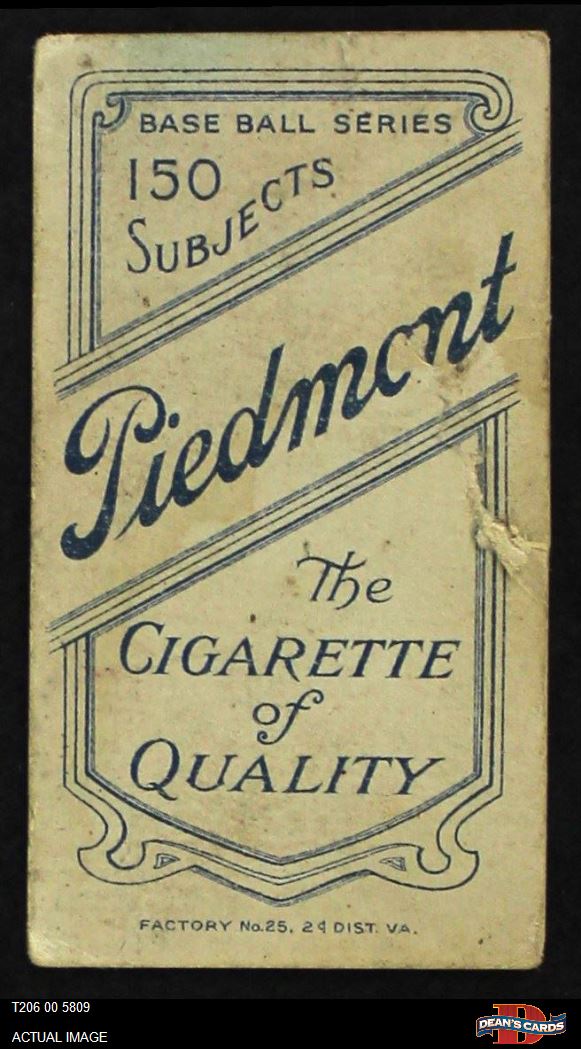 BASE BALL SERIES
150
SUBJECTS
Piedmont
The
CIGARETTE
of
QUALITY
FACTORY No. 25, 2d DIST. VA.
T206 00 5809
ACTUAL IMAGE
D
DEAN'S CARDS